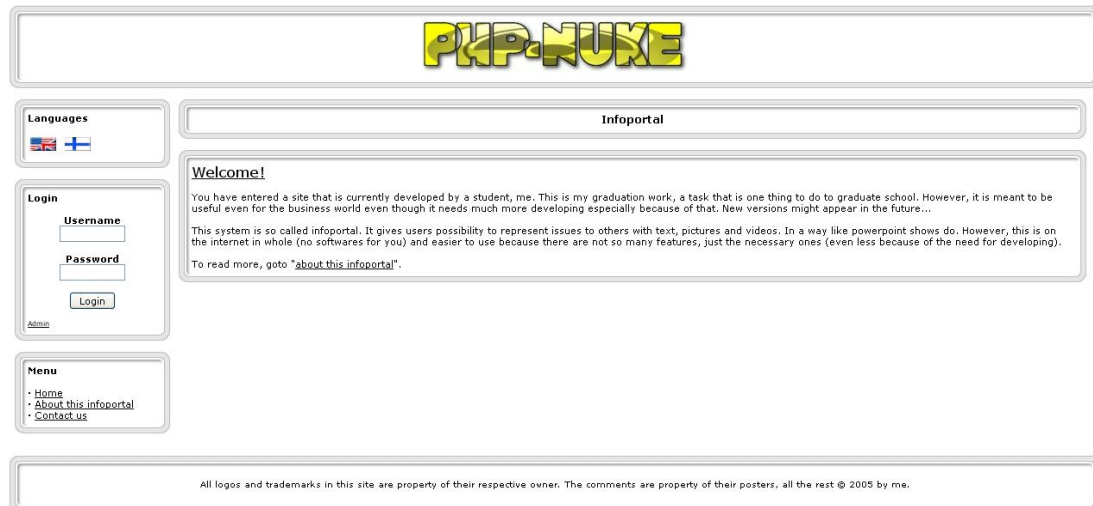 PHP-NUKE
Languages
Login
Username
Password
Login
Admin
Menu
· Home
· About this infoportal
· Contact us
Infoportal
Welcome!
You have entered a site that is currently developed by a student, me. This is my graduation work, a task that is one thing to do to graduate school. However, it is meant to be
useful even for the business world even though it needs much more developing especially because of that. New versions might appear in the future...
This system is so called infoportal. It gives users possibility to represent issues to others with text, pictures and videos. In a way like powerpoint shows do. However, this is on
the internet in whole (no softwares for you) and easier to use because there are not so many features, just the necessary ones (even less because of the need for developing).
To read more, goto "about this infoportal".
All logos and trademarks in this site are property of their respective owner. The comments are property of their posters, all the rest © 2005 by me.